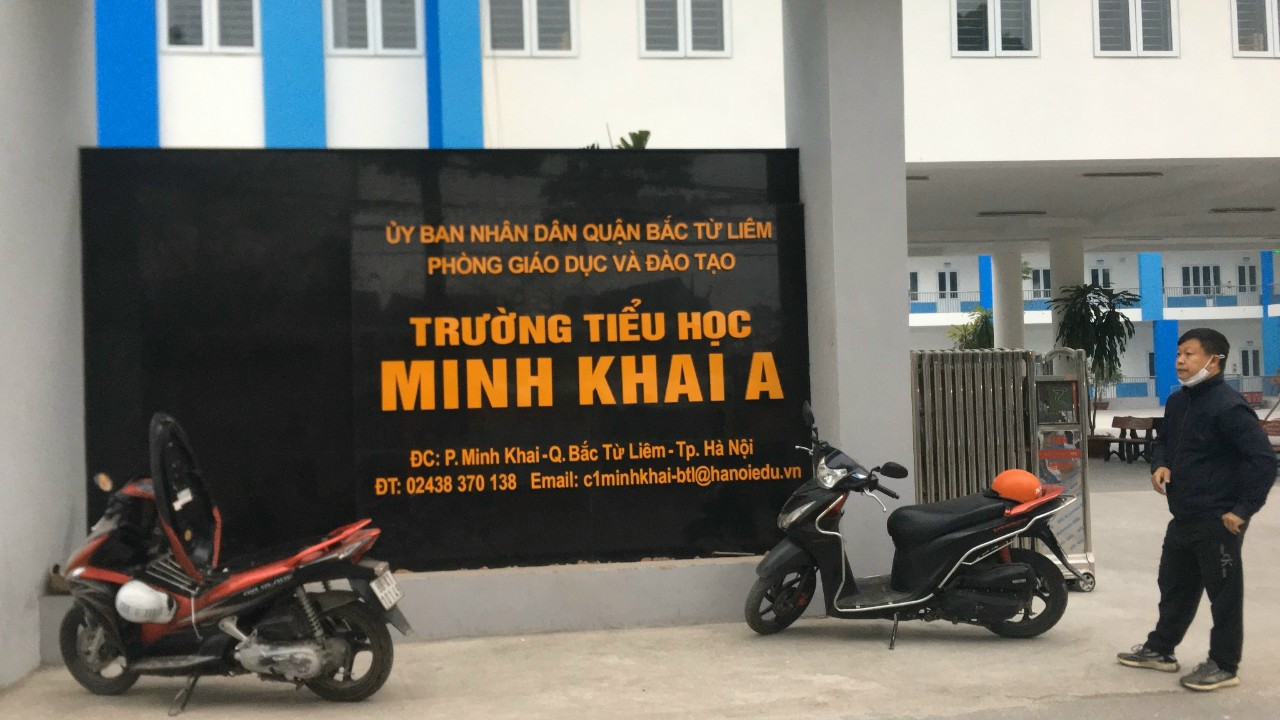 ỦY BAN NHÂN DÂN QUẬN BẮC TỪ LIÊM
PHÒNG GIÁO DỤC VÀ ĐÀO TẠO
TRƯỜNG TIỂU HỌC
MINH KHAI A
ĐC: P. Minh Khai - Q. Bắc Từ Liêm - Tp. Hà Nội
ĐT: 02438 370 138 Email: c1minhkhai-btl@hanoiedu.vn